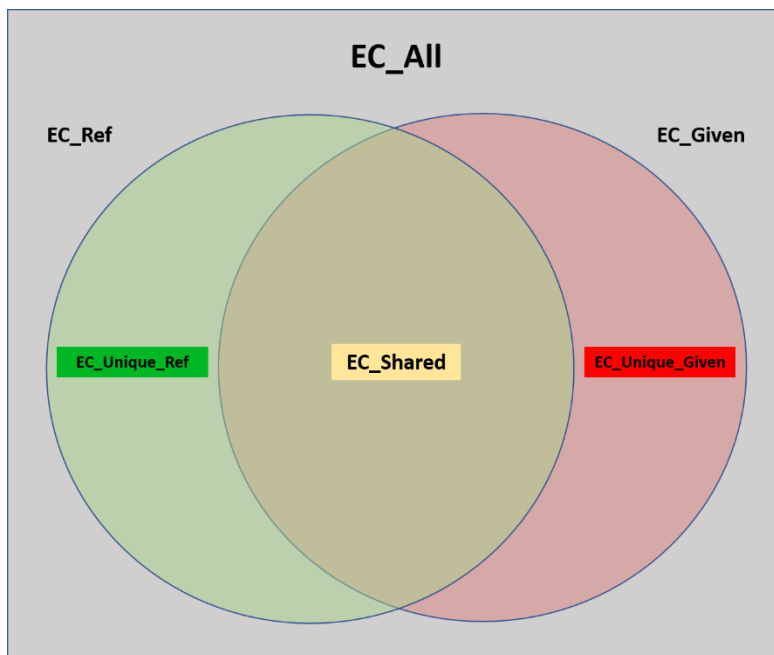 EC_All
EC_Ref
EC_Given
EC_Unique_Ref
EC_Shared
EC_Unique_Given